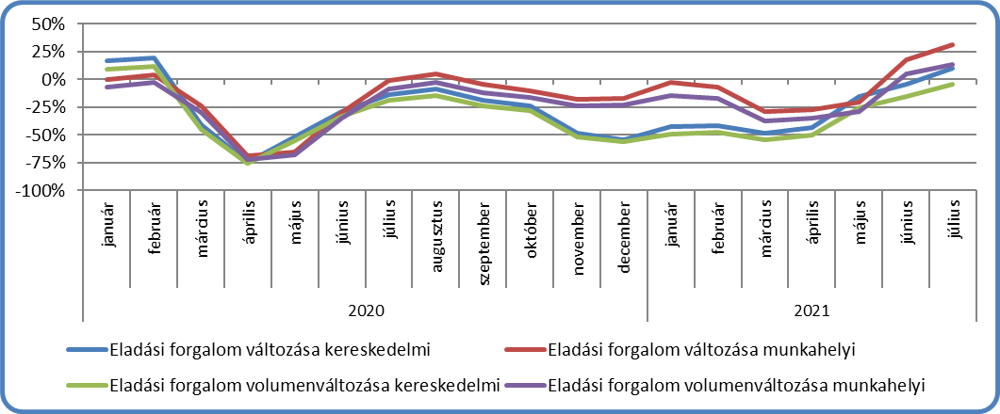 50%
25%
0%
-25%
-50%
-75%
-100%
január
február
március
április
május
június
július
augusztus
szeptember
október
november
december
január
február
március
április
május
június
július
2020
2021
Eladási forgalom változása kereskedelmi
Eladási forgalom változása munkahelyi
Eladási forgalom volumenváltozása kereskedelmi
Eladási forgalom volumenváltozása munkahelyi